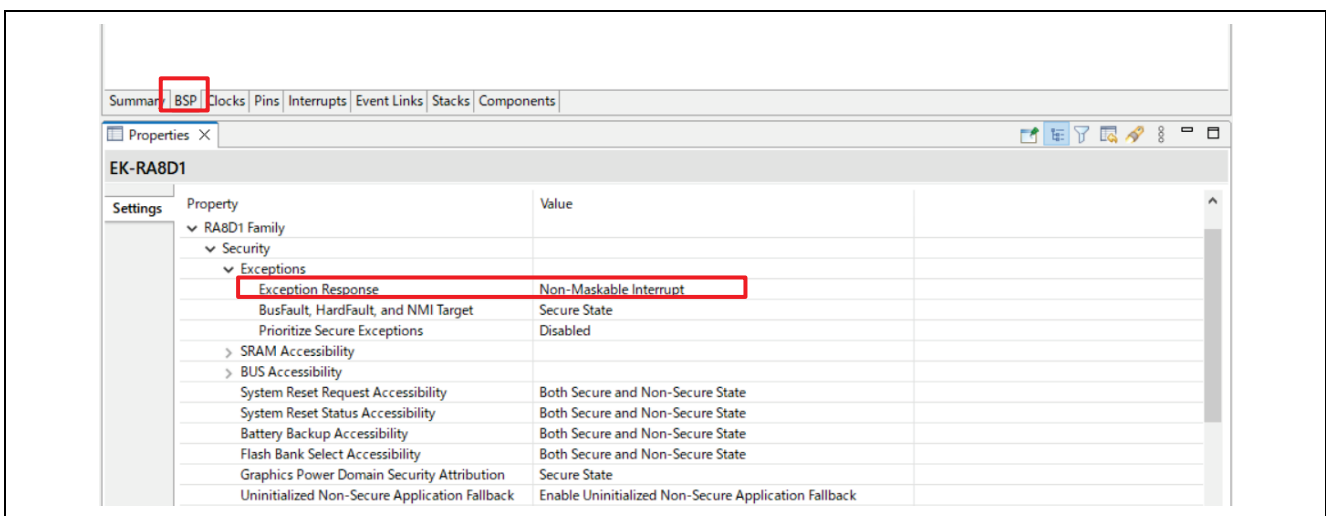 Summary BSP Clocks Pins Interrupts Event Links Stacks Components
Properties
EK-RA8D1
Settings Property Value
RA8D1 Family
Security
Exceptions
Exception Response Non-Maskable Interrupt
BusFault, HardFault, and NMI Target Secure State
Prioritize Secure Exceptions Disabled
SRAM Accessibility
BUS Accessibility
System Reset Request Accessibility Both Secure and Non-Secure State
System Reset Status Accessibility Both Secure and Non-Secure State
Battery Backup Accessibility Both Secure and Non-Secure State
Flash Bank Select Accessibility Both Secure and Non-Secure State
Graphics Power Domain Security Attribution Secure State
Uninitialized Non-Secure Application Fallback Enable Uninitialized Non-Secure Application Fallback